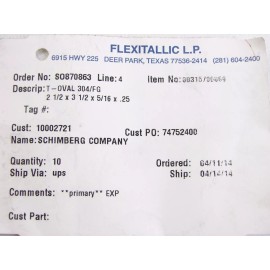 FLEXITALLIC L.P.
6915 HWY 225 DEER PARK, TEXAS 77536-2414 (281) 604-2400
Order No: SO870863 Line: 4 Item No:
Descrip: T-OVAL 304/FG
2 1/2 x 3 1/2 x 5/16 x .25
Tag #:
Cust: 10002721 Cust PO: 74752400
Name: SCHIMBERG COMPANY
Quantity: 10 Ordered: 04/11/14
Ship Via: ups Ship: 04/14/14
Comments: **primary** EXP
Cust Part: